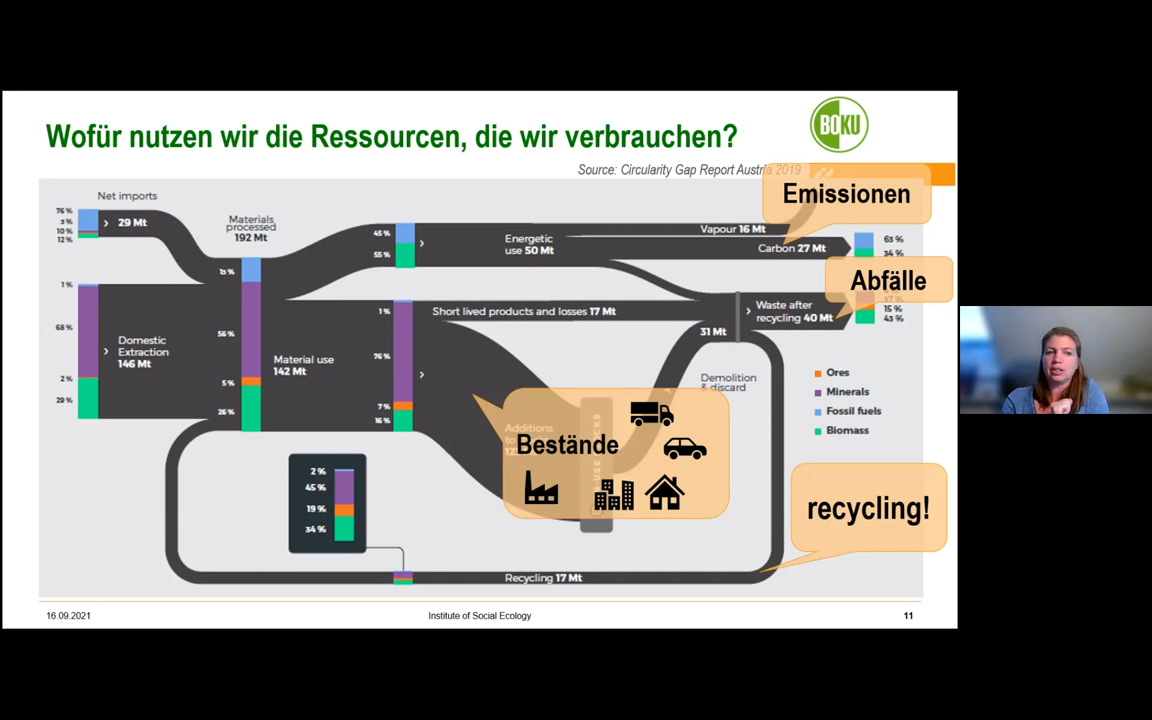 Wofür nutzen wir die Ressourcen, die wir verbrauchen?
BOKU
Source: Circularity Gap Report Austria 2019
Emissionen
Net imports
76 %
3 %
10 %
12 %
29 Mt
Materials
processed
192 Mt
13 %
56 %
5 %
26 %
45 %
55 %
Energetic
use 50 Mt
Vapour 16 Mt
Carbon 27 Mt
63 %
34 %
Abfälle
15 %
43 %
Waste after
recycling 40 Mt
1 %
68 %
2 %
29 %
Domestic
Extraction
146 Mt
Material use
142 Mt
1 %
76 %
7 %
16 %
Short lived products and losses 17 Mt
31 Mt
Demolition
& discard
Ores
Minerals
Fossil fuels
Biomass
Additions
to
Bestände
2 %
45 %
19 %
34 %
recycling!
Recycling 17 Mt
16.09.2021
Institute of Social Ecology
11